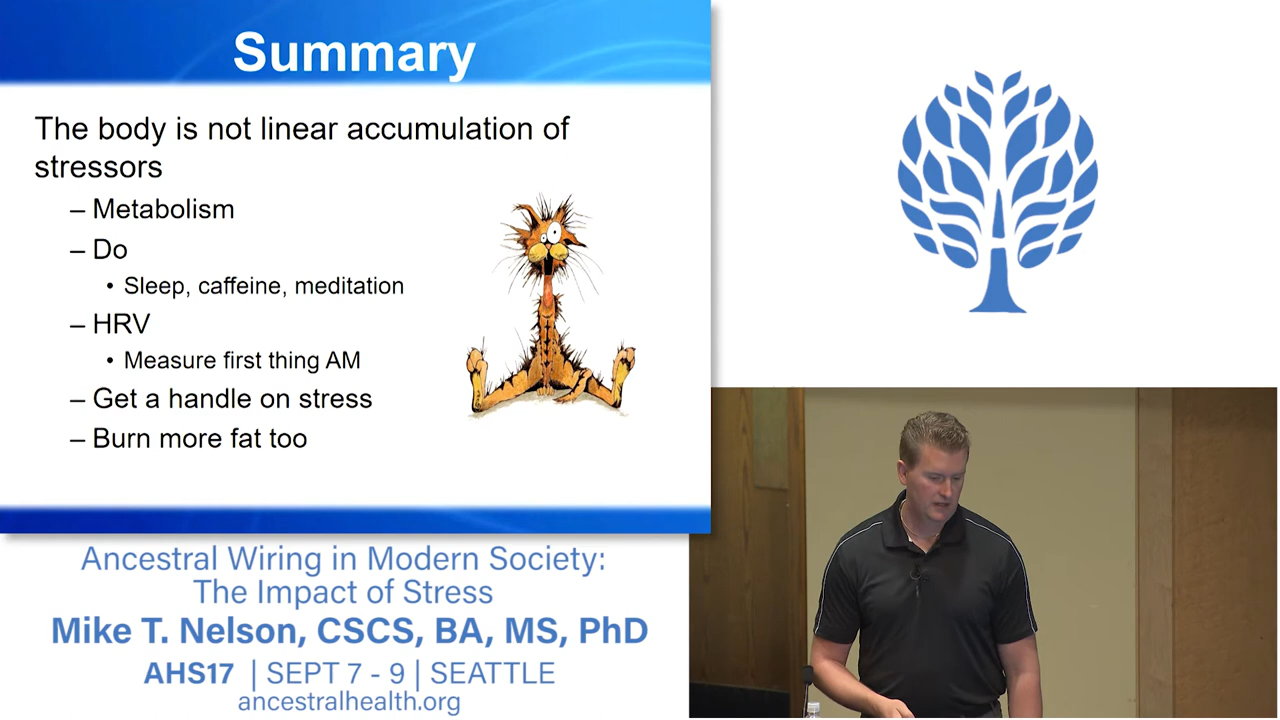 Summary
The body is not linear accumulation of
stressors
– Metabolism
– Do
• Sleep, caffeine, meditation
– HRV
• Measure first thing AM
– Get a handle on stress
– Burn more fat too
Ancestral Wiring in Modern Society:
The Impact of Stress
Mike T. Nelson, CSCS, BA, MS, PhD
AHS17 | SEPT 7 - 9 | SEATTLE
ancestralhealth.org